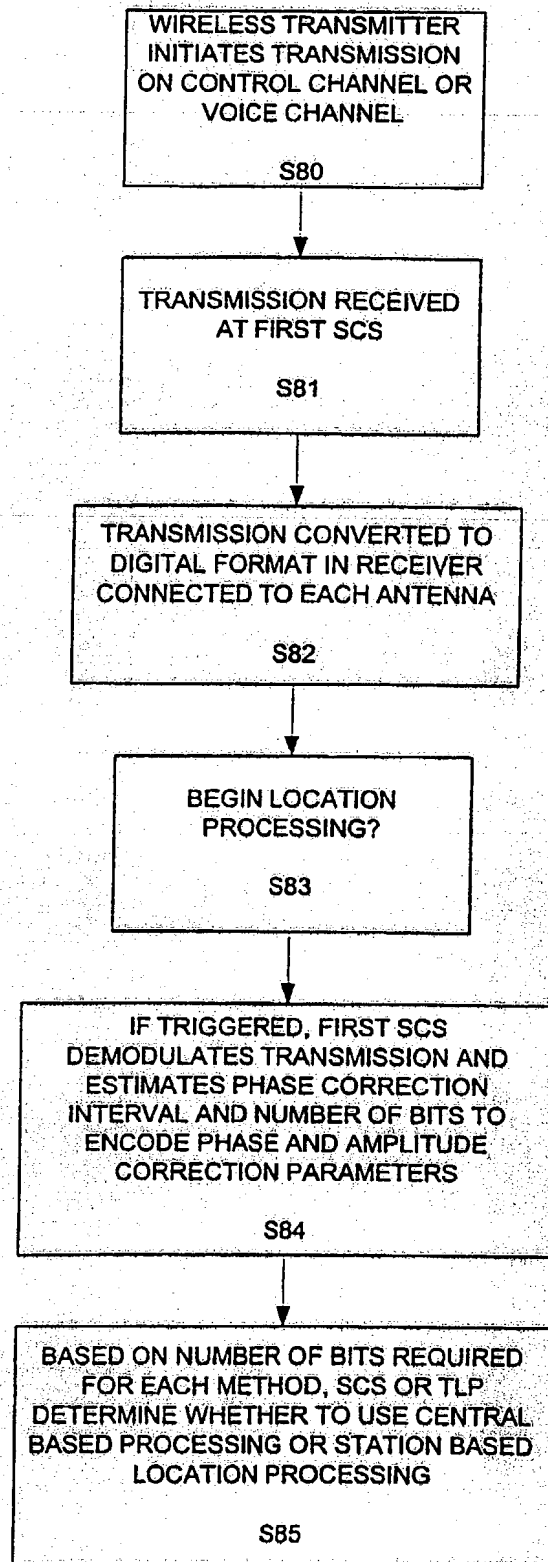 WIRELESS TRANSMITTER
INITIATES TRANSMISSION
ON CONTROL CHANNEL OR
VOICE CHANNEL
S80
TRANSMISSION RECEIVED
AT FIRST SCS
S81
TRANSMISSION CONVERTED TO
DIGITAL FORMAT IN RECEIVER
CONNECTED TO EACH ANTENNA
S82
BEGIN LOCATION
PROCESSING?
S83
IF TRIGGERED, FIRST SCS
DEMODULATES TRANSMISSION AND
ESTIMATES PHASE CORRECTION
INTERVAL AND NUMBER OF BITS TO
ENCODE PHASE AND AMPLITUDE
CORRECTION PARAMETERS
S84
BASED ON NUMBER OF BITS REQUIRED
FOR EACH METHOD, SCS OR TLP
DETERMINE WHETHER TO USE CENTRAL
BASED PROCESSING OR STATION BASED
LOCATION PROCESSING
S85